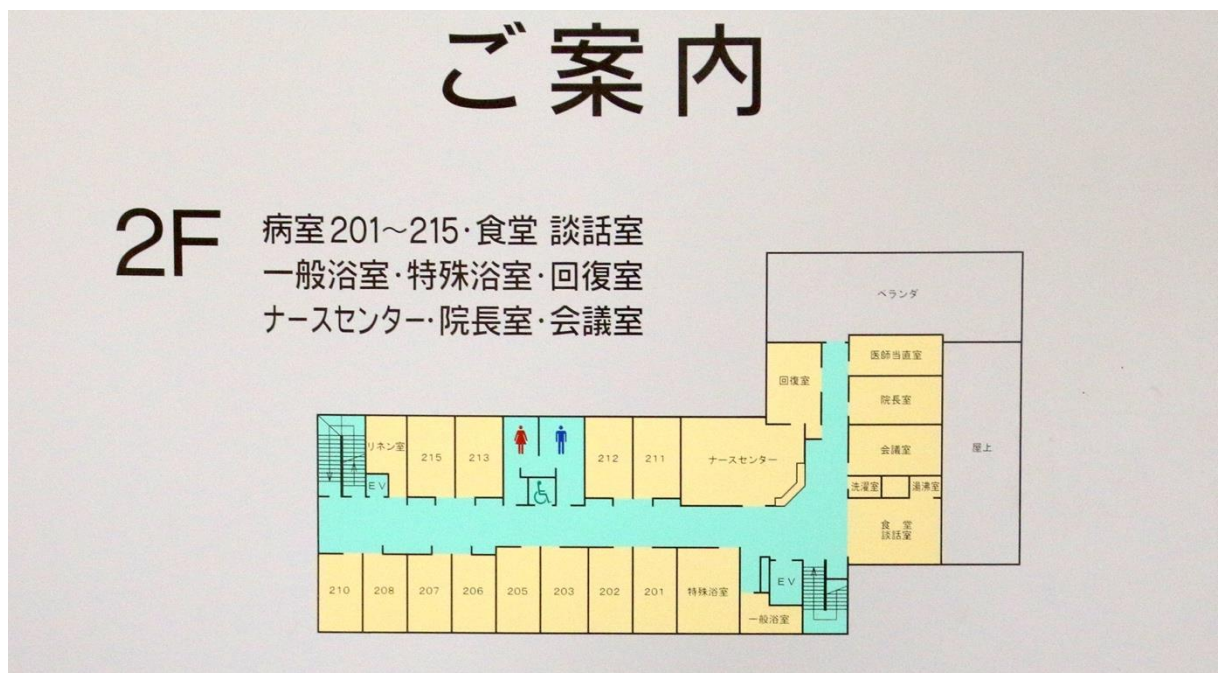 ご案内
2F
病室201～215・食堂 談話室
一般浴室・特殊浴室・回復室
ナースセンター・院長室・会議室
ベランダ
医師当直室
回復室
院長室
会議室
屋上
洗濯室
湯沸室
食堂
談話室
リネン室
EV
215
213
212
211
ナースセンター
210
208
207
206
205
203
202
201
特殊浴室
EV
一般浴室